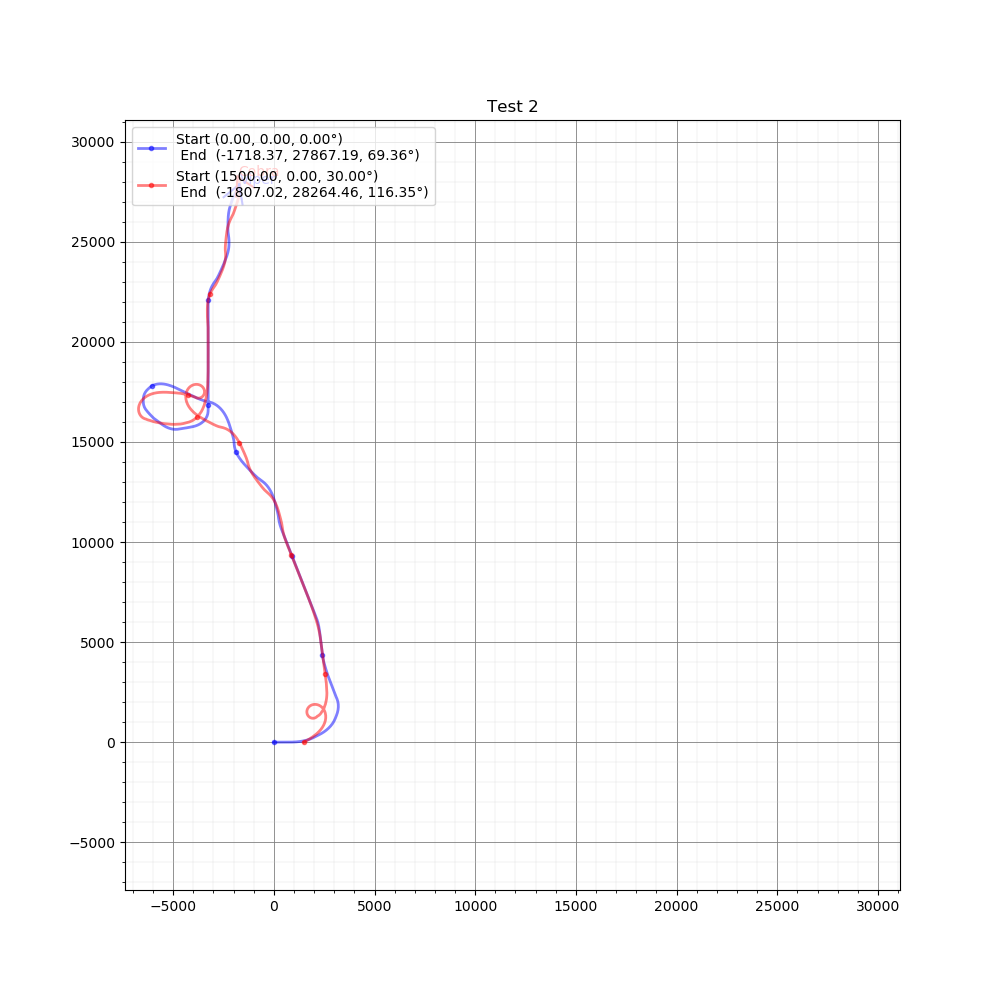 Test 2
Start (0.00, 0.00, 0.00°)
End (-1718.37, 27867.19, 69.36°)
Start (1500.00, 0.00, 30.00°)
End (-1807.02, 28264.46, 116.35°)
30000
25000
20000
15000
10000
5000
0
−5000
−5000 0 5000 10000 15000 20000 25000 30000